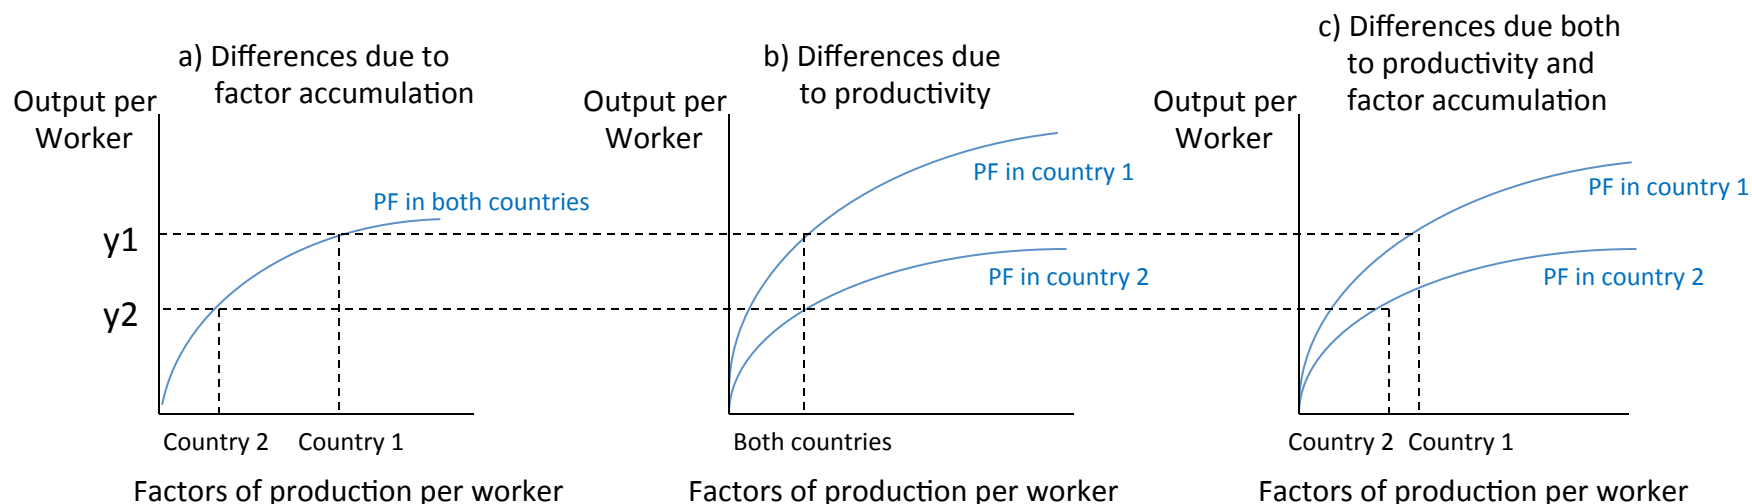 a) Differences due to
factor accumulation
Output per
Worker
PF in both countries
y1
y2
Country 2
Country 1
Factors of production per worker
b) Differences due
to productivity
Output per
Worker
PF in country 1
PF in country 2
Both countries
Factors of production per worker
c) Differences due both
to productivity and
factor accumulation
Output per
Worker
PF in country 1
PF in country 2
Country 2
Country 1
Factors of production per worker